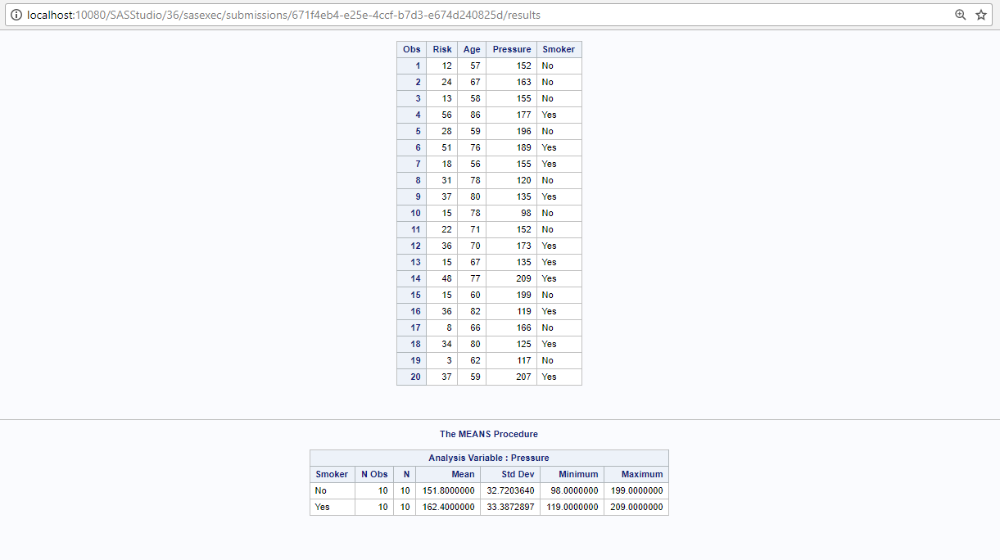 localhost:10080/SASStudio/36/sasexec/submissions/671f4eb4-e25e-4ccf-b7d3-e674d240825d/results
Obs Risk Age Pressure Smoker
1 12 57 152 No
2 24 67 163 No
3 13 58 155 No
4 56 86 177 Yes
5 28 59 196 No
6 51 76 189 Yes
7 18 56 155 Yes
8 31 78 120 No
9 37 80 135 Yes
10 15 78 98 No
11 22 71 152 No
12 36 70 173 Yes
13 15 67 135 Yes
14 48 77 209 Yes
15 15 60 199 No
16 36 82 119 Yes
17 8 66 166 No
18 34 80 125 Yes
19 3 62 117 No
20 37 59 207 Yes
The MEANS Procedure
Analysis Variable : Pressure
Smoker N Obs N Mean Std Dev Minimum Maximum
No 10 10 151.8000000 32.7203640 98.0000000 199.0000000
Yes 10 10 162.4000000 33.3872897 119.0000000 209.0000000